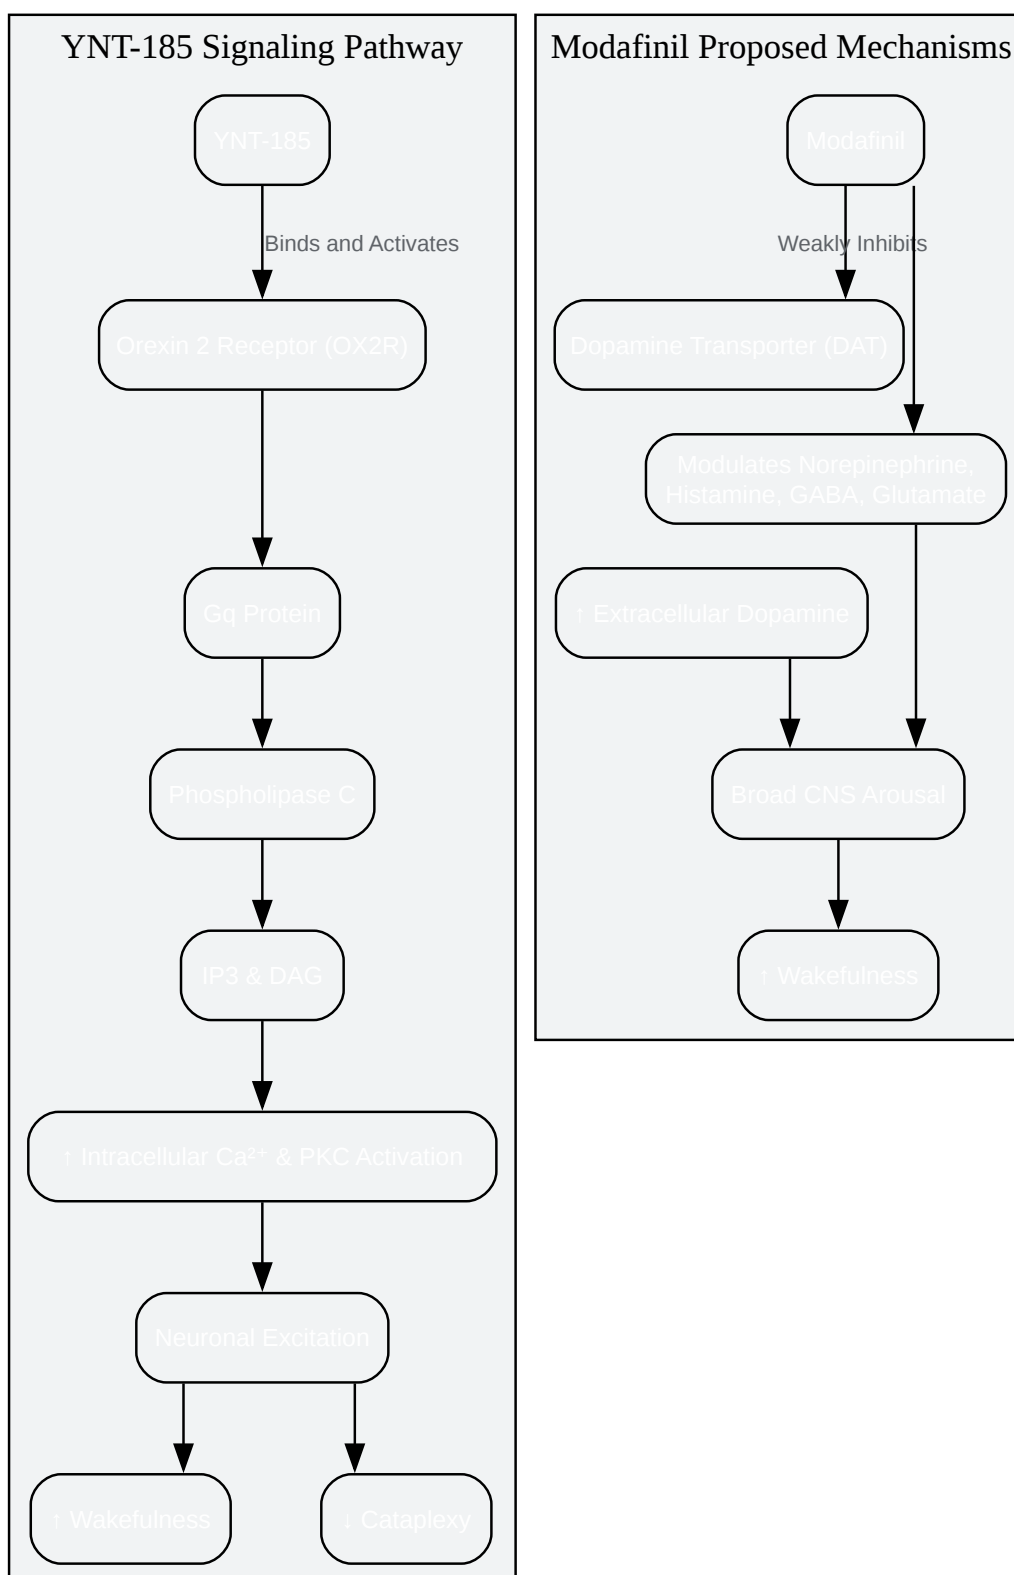 YNT-185 Signaling Pathway
YNT-185
Binds and Activates
Orexin 2 Receptor (OX2R)
Gq Protein
Phospholipase C
IP3 & DAG
↑ Intracellular Ca²⁺ & PKC Activation
Neuronal Excitation
↑ Wakefulness
↓ Cataplexy
Modafinil Proposed Mechanisms
Modafinil
Weakly Inhibits
Dopamine Transporter (DAT)
Modulates Norepinephrine,
Histamine, GABA, Glutamate
↑ Extracellular Dopamine
Broad CNS Arousal
↑ Wakefulness